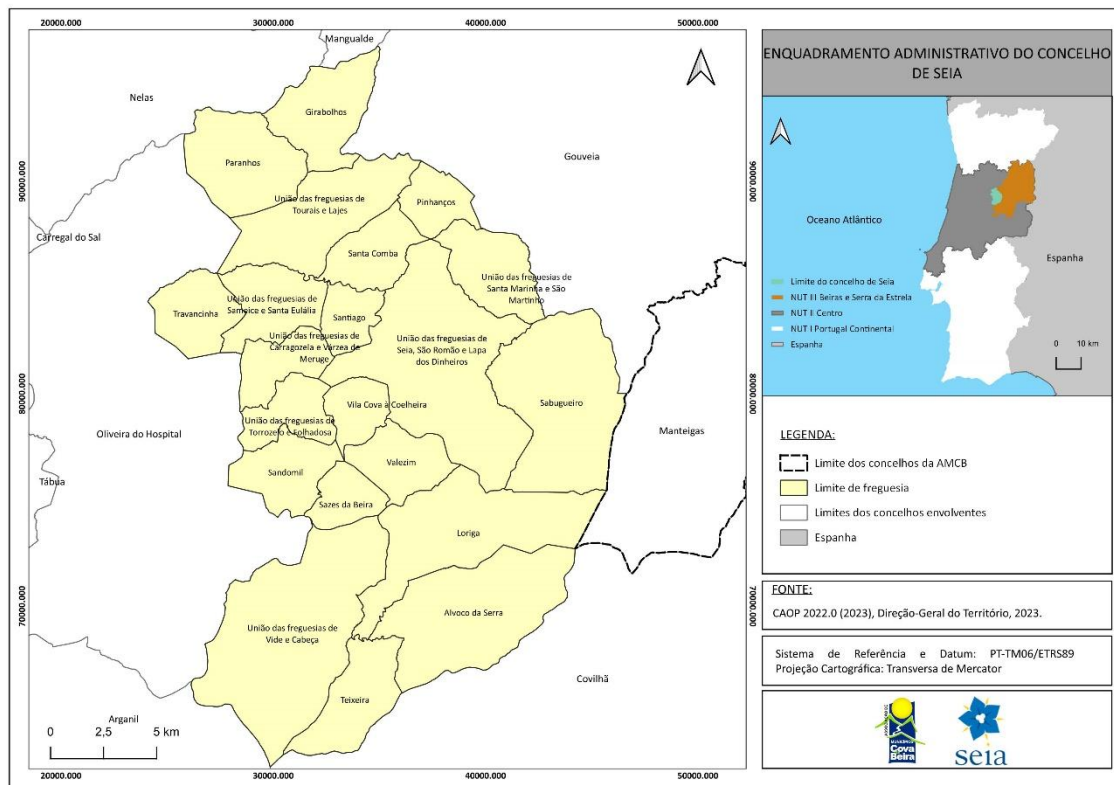 20000.000
30000.000
40000.000
50000.000
Mangualde
Nelas
Girabolhos
Gouveia
Paranhos
90000.000
90000.000
União das freguesias de
Tourais e Lajes
Pinhanços
Carregal do Sal
Santa Comba
União das freguesias de
Santa Marinha e São
Martinho
Travancinha
União das freguesias de
Sameice e Santa Eulália
Santiago
União das freguesias de
Carragozela e Várzea de
Meruge
União das freguesias de
Seia, São Romão e Lapa
dos Dinheiros
80000.000
80000.000
Vila Cova à Coelheira
Sabugueiro
Oliveira do Hospital
União das freguesias de
Torrozelo e Folhadosa
Manteigas
Valezim
Sandomil
Tábua
Sazes da Beira
Loriga
70000.000
70000.000
Alvoco da Serra
União das freguesias de
Vide e Cabeça
Covilhã
Teixeira
Arganil
0 2,5 5 km
20000.000
30000.000
40000.000
50000.000
ENQUADRAMENTO ADMINISTRATIVO DO CONCELHO
DE SEIA
Oceano Atlântico
Espanha
Limite do concelho de Seia
NUT III Beiras e Serra da Estrela
NUT II Centro
NUT I Portugal Continental
Espanha
0 10 km
LEGENDA:
Limite dos concelhos da AMCB
Limite de freguesia
Limites dos concelhos envolventes
Espanha
FONTE:
CAOP 2022.0 (2023), Direção-Geral do Território, 2023.
Sistema de Referência e Datum: PT-TM06/ETRS89
Projeção Cartográfica: Transversa de Mercator
Cova
Beira
seia